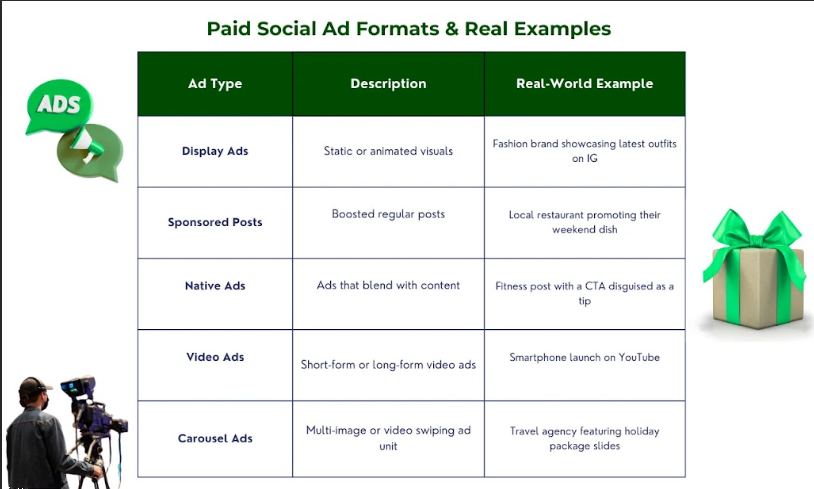 Paid Social Ad Formats & Real Examples
ADS
Ad Type
Description
Real-World Example
Display Ads
Static or animated visuals
Fashion brand showcasing latest outfits
on IG
Sponsored Posts
Boosted regular posts
Local restaurant promoting their
weekend dish
Native Ads
Ads that blend with content
Fitness post with a CTA disguised as a
tip
Video Ads
Short-form or long-form video ads
Smartphone launch on YouTube
Carousel Ads
Multi-image or video swiping ad
unit
Travel agency featuring holiday
package slides